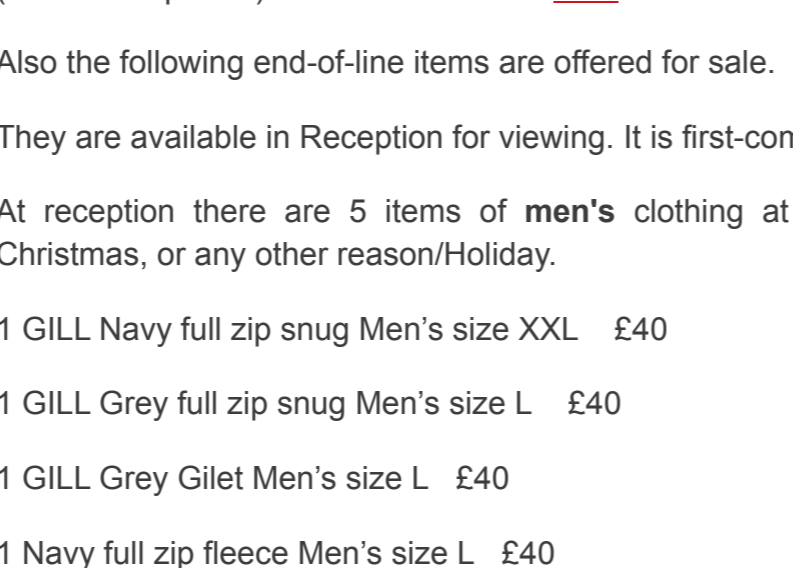 Also the following end-of-line items are offered for sale.
They are available in Reception for viewing. It is
At reception there are 5 items of men's clothing at
Christmas, or any other reason/Holiday.
1 GILL Navy full zip snug Men’s size XXL £40
1 GILL Grey full zip snug Men’s size L £40
1 GILL Grey Gilet Men’s size L £40
1 Navy full zip fleece Men’s size L £40